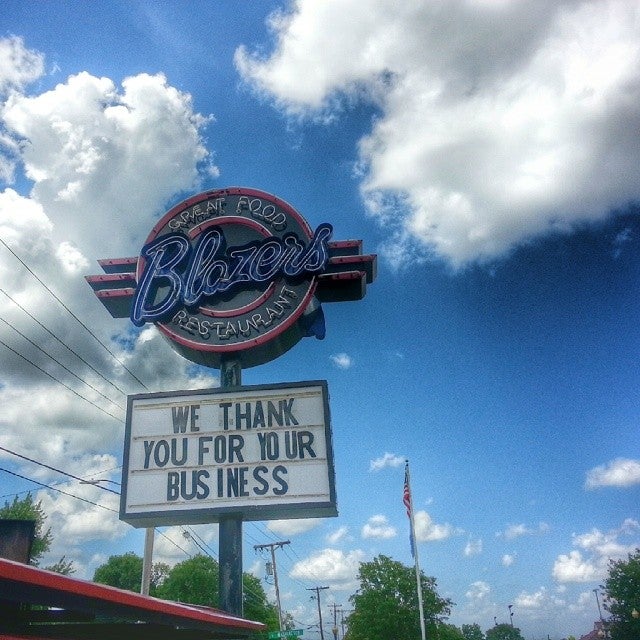 GREAT FOOD
Blazers
RESTAURANT
WE THANK
YOU FOR YOUR
BUSINESS